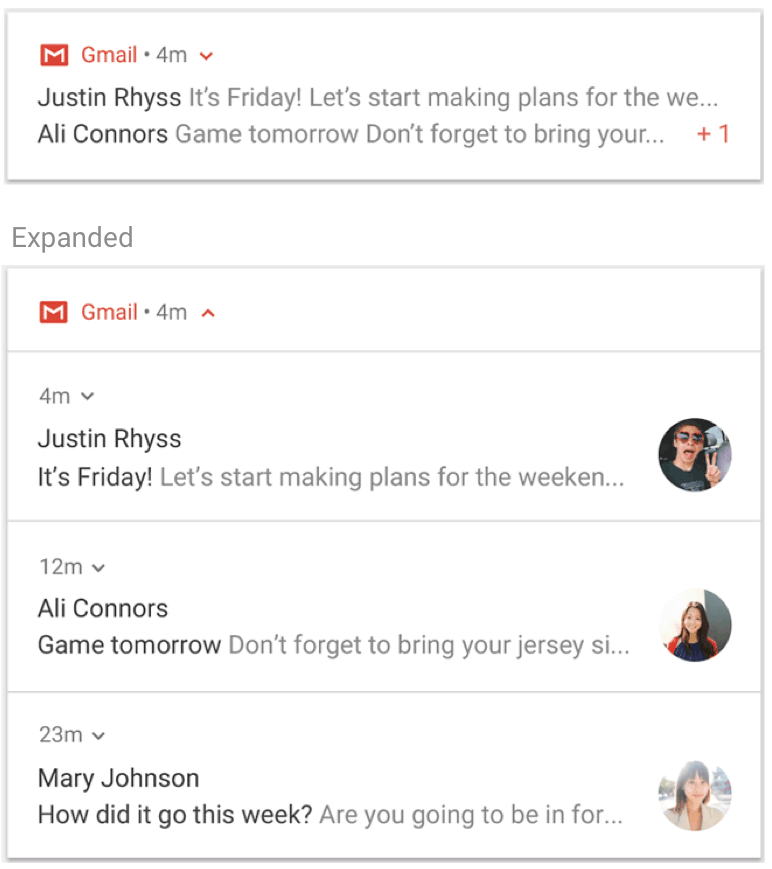 Gmail • 4m
Justin Rhyss It’s Friday! Let’s start making plans for the we...
Ali Connors Game tomorrow Don’t forget to bring your... + 1
Expanded
Gmail • 4m
4m
Justin Rhyss
It’s Friday! Let’s start making plans for the weeken...
12m
Ali Connors
Game tomorrow Don’t forget to bring your jersey si...
23m
Mary Johnson
How did it go this week? Are you going to be in for...